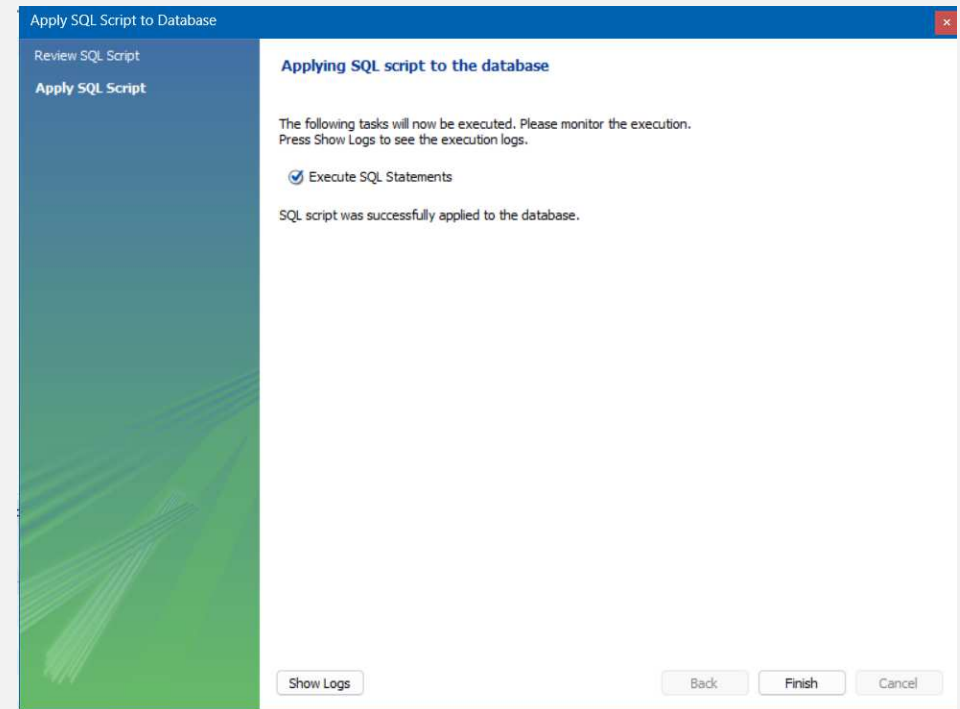 Apply SQL Script to Database
Review SQL Script
Apply SQL Script
Applying SQL script to the database
The following tasks will now be executed. Please monitor the execution.
Press Show Logs to see the execution logs.
Execute SQL Statements
SQL script was successfully applied to the database.
Show Logs
Back
Finish
Cancel